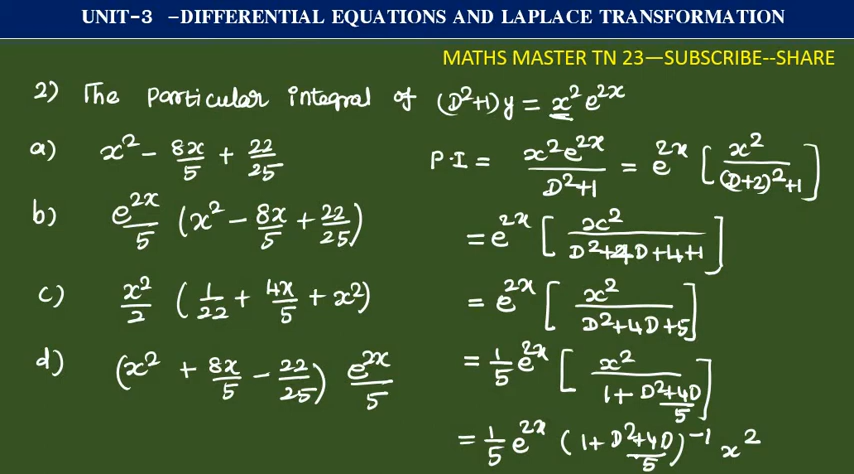 UNIT-3 –DIFFERENTIAL EQUATIONS AND LAPLACE TRANSFORMATION
MATHS MASTER TN 23—SUBSCRIBE--SHARE
2) The Particular integral of (D²+1)y = x²e^{2x}
a) x² - 8x/5 + 22/25
b) e^{2x}/5 (x² - 8x/5 + 22/25)
c) x²/2 (1/22 + 4x/5 + x²)
d) (x² + 8x/5 - 22/25) e^{2x}/5
P.I = x²e^{2x}/(D²+1) = e^{2x} [x²/((D+2)²+1)]
= e^{2x} [x²/(D²+4D+4+1)]
= e^{2x} [x²/(D²+4D+5)]
= 1/5 e^{2x} [x²/(1+(D²+4D)/5)]
= 1/5 e^{2x} (1+(D²+4D)/5)^{-1} x²